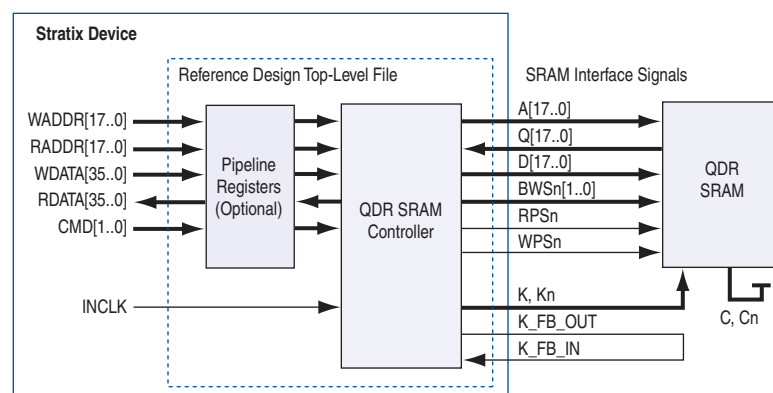 Stratix Device
Reference Design Top-Level File
SRAM Interface Signals
WADDR[17..0]
RADDR[17..0]
WDATA[35..0]
RDATA[35..0]
CMD[1..0]
INCLK
Pipeline
Registers
(Optional)
QDR SRAM
Controller
A[17..0]
Q[17..0]
D[17..0]
BWSn[1..0]
RPSn
WPSn
K, Kn
K_FB_OUT
K_FB_IN
QDR
SRAM
C, Cn